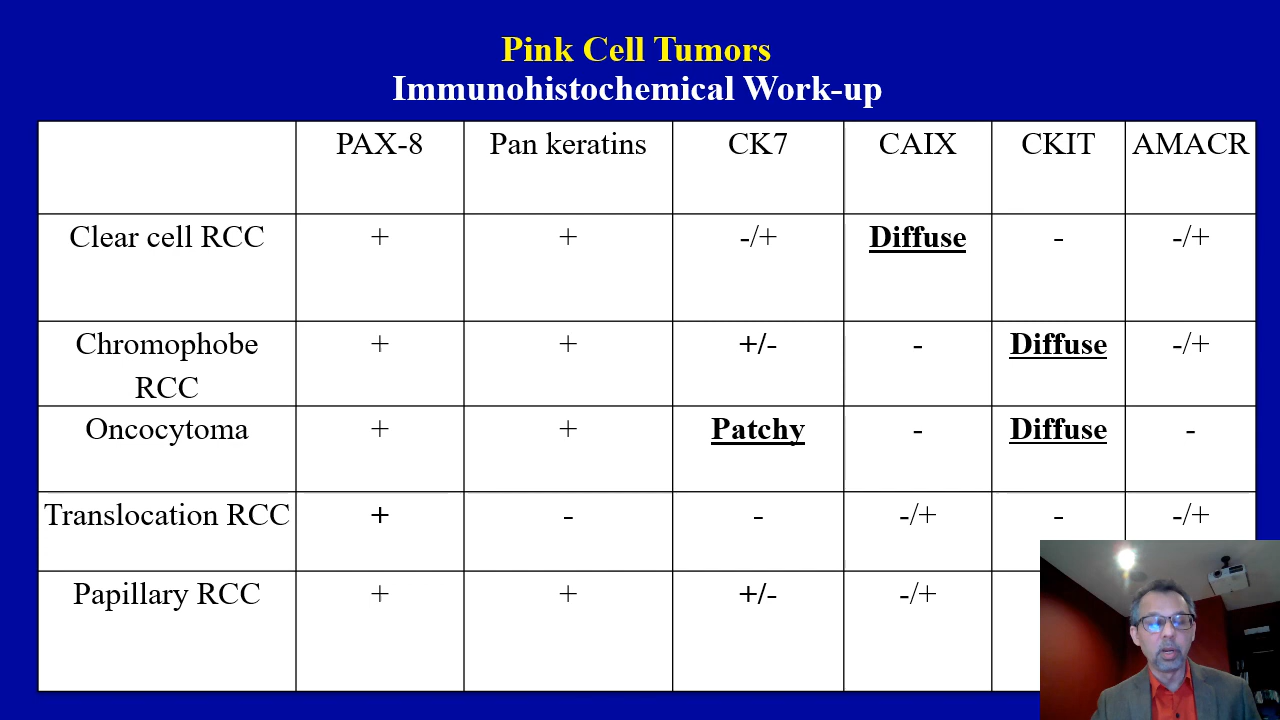 Pink Cell Tumors
Immunohistochemical Work-up
PAX-8 Pan keratins CK7 CAIX CKIT AMACR
Clear cell RCC + + -/+ Diffuse - -/+
Chromophobe RCC + + +/- - Diffuse -/+
Oncocytoma + + Patchy - Diffuse -
Translocation RCC + - - -/+ - -/+
Papillary RCC + + +/- -/+